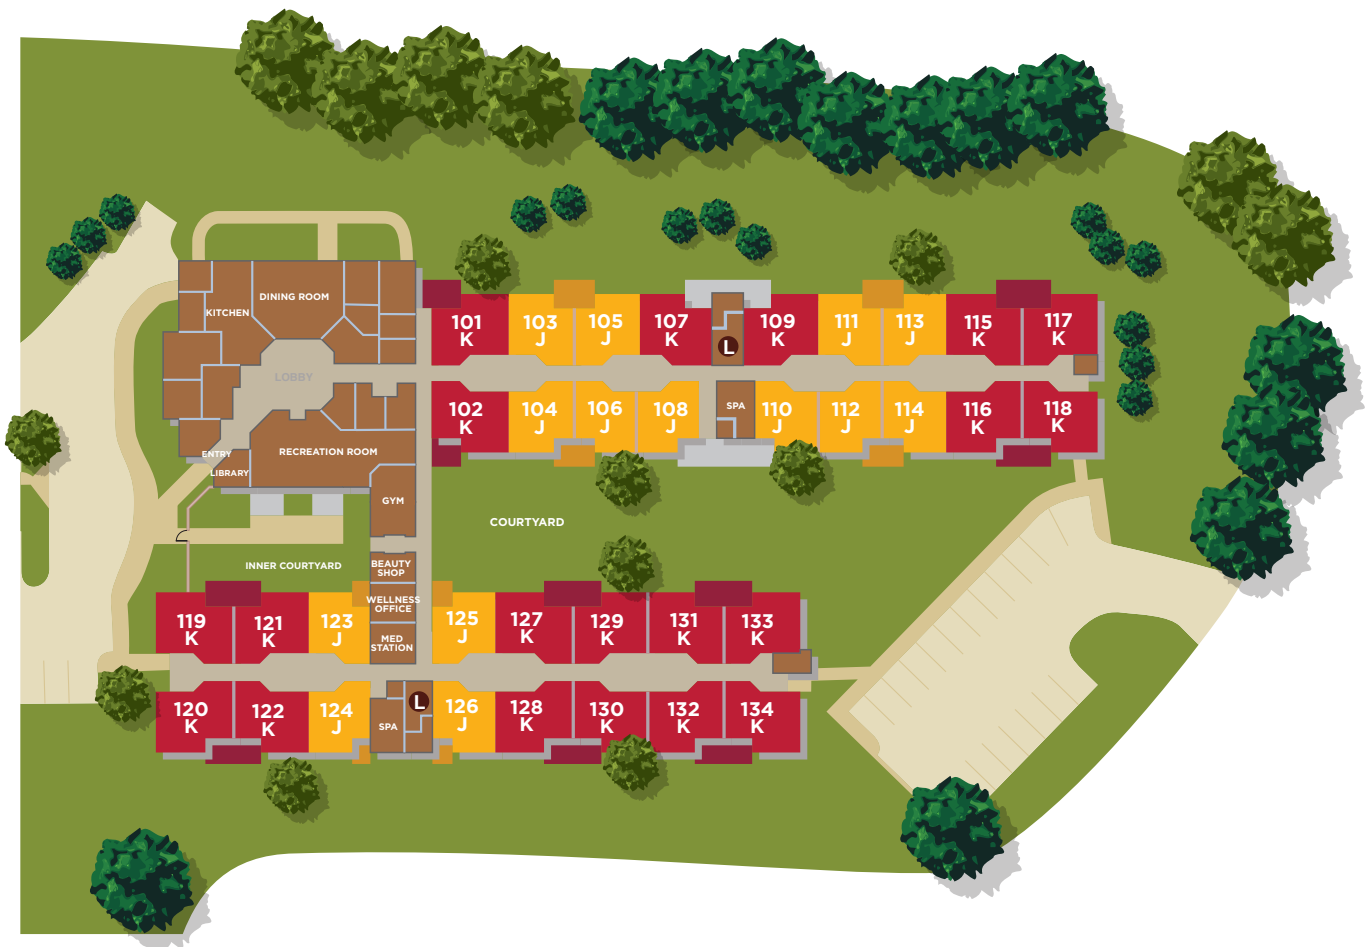 DINING ROOM
KITCHEN
LOBBY
ENTRY
LIBRARY
RECREATION ROOM
GYM
101
K
103
J
105
J
107
K
L
109
K
111
J
113
J
115
K
117
K
102
K
104
J
106
J
108
J
SPA
110
J
112
J
114
J
116
K
118
K
COURTYARD
INNER COURTYARD
BEAUTY
SHOP
WELLNESS
OFFICE
MED
STATION
119
K
121
K
123
J
125
J
127
K
129
K
131
K
133
K
120
K
122
K
124
J
SPA
L
126
J
128
K
130
K
132
K
134
K